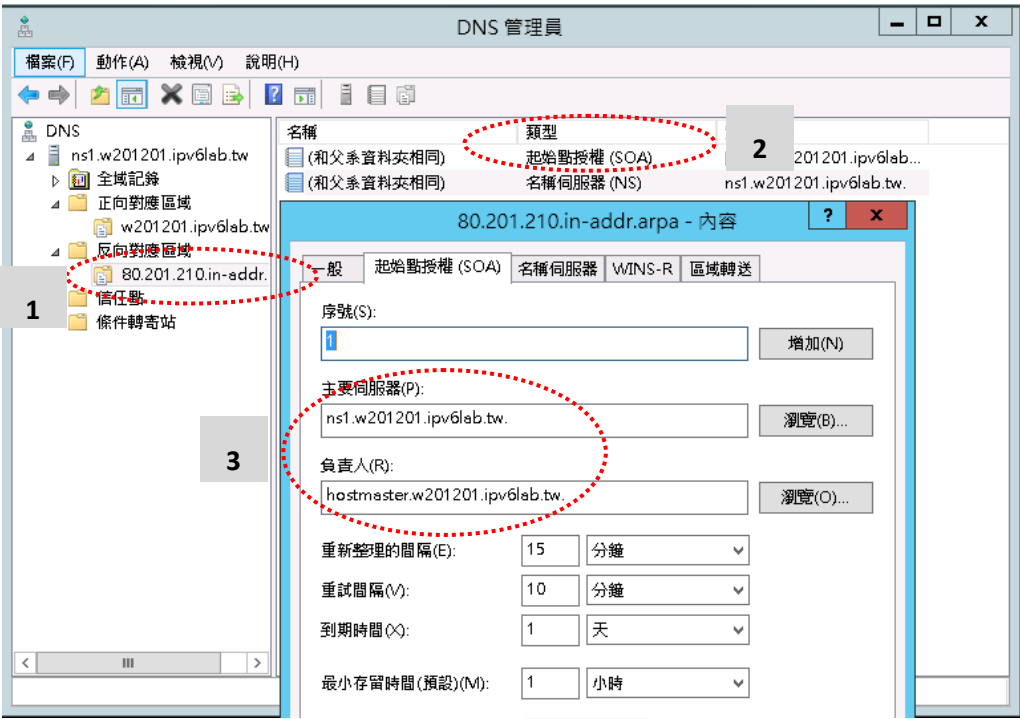 DNS 管理員
檔案(F) 動作(A) 檢視(V) 說明(H)
DNS
ns1.w201201.ipv6lab.tw
全域記錄
正向對應區域
w201201.ipv6lab.tw
反向對應區域
80.201.210.in-addr.
信任點
條件轉寄站
1
名稱 類型
(和父系資料夾相同) 起始點授權 (SOA) 201201.ipv6lab...
(和父系資料夾相同) 名稱伺服器 (NS) ns1.w201201.ipv6lab.tw.
2
80.201.210.in-addr.arpa - 內容
一般 起始點授權 (SOA) 名稱伺服器 WINS-R 區域轉送
序號(S):
1 增加(N)
主要伺服器(P):
ns1.w201201.ipv6lab.tw. 瀏覽(B)...
3
負責人(R):
hostmaster.w201201.ipv6lab.tw. 瀏覽(O)...
重新整理的間隔(E): 15 分鐘
重試間隔(V): 10 分鐘
到期時間(X): 1 天
最小存留時間(預設)(M): 1 小時